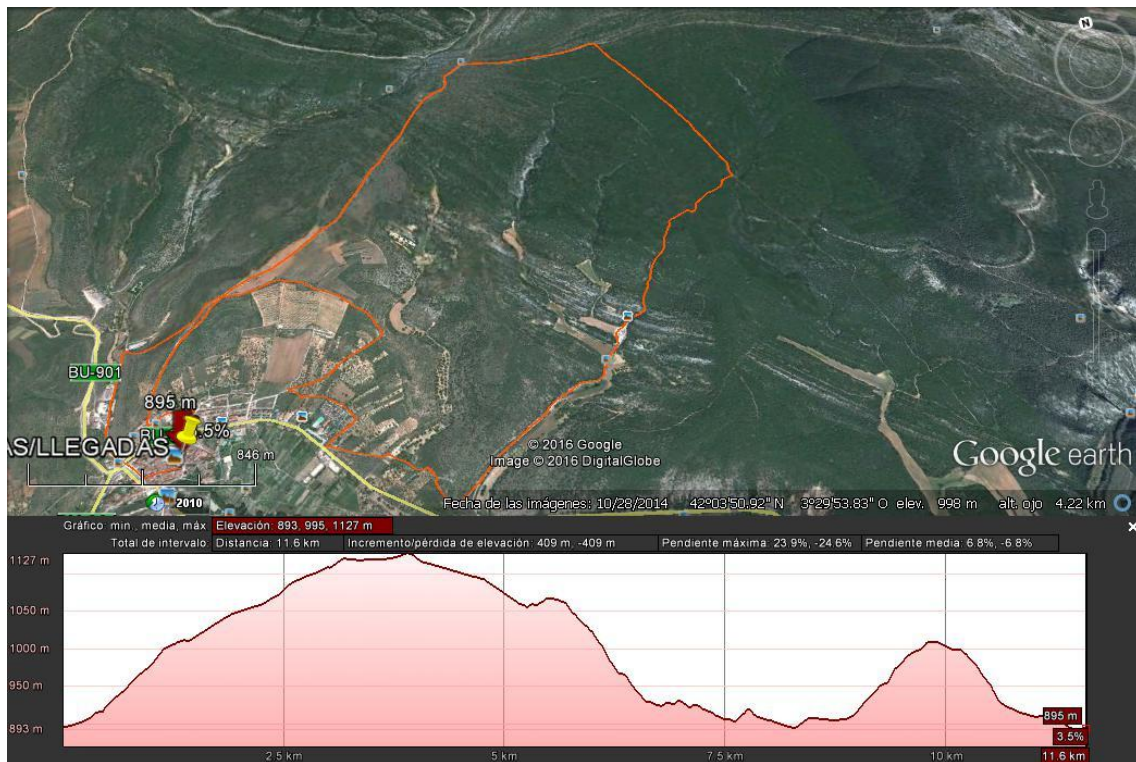 N
BU-901
895 m
.5%
AS/LLEGADAS
846 m
© 2016 Google
Image © 2016 DigitalGlobe
Google earth
2010
Fecha de las imágenes: 10/28/2014 42°03'50.92" N 3°29'53.83" O elev. 998 m alt. ojo 4.22 km
Gráfico: min., media, máx Elevación: 893, 995, 1127 m
Total de intervalo: Distancia: 11.6 km Incremento/pérdida de elevación: 409 m, -409 m Pendiente máxima: 23.9%, -24.6% Pendiente media: 6.8%, -6.8%
1127 m
1050 m
1000 m
950 m
893 m
895 m
3.5%
2.5 km 5 km 7.5 km 10 km 11.6 km